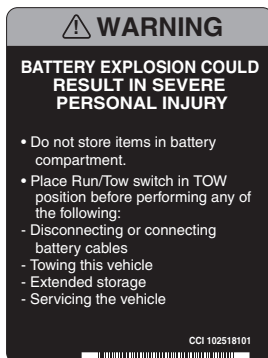 ⚠ WARNING
BATTERY EXPLOSION COULD
RESULT IN SEVERE
PERSONAL INJURY
• Do not store items in battery
compartment.
• Place Run/Tow switch in TOW
position before performing any of
the following:
- Disconnecting or connecting
battery cables
- Towing this vehicle
- Extended storage
- Servicing the vehicle
CCI 102518101